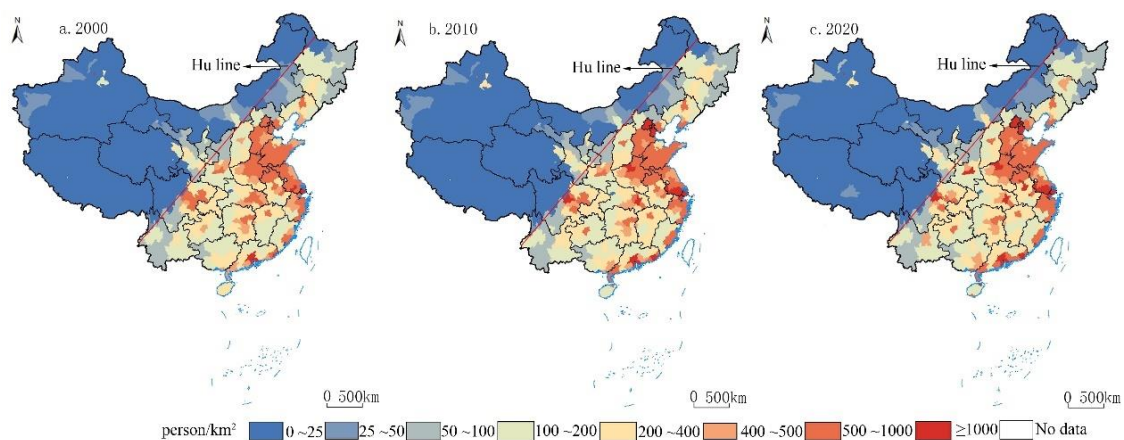 N
a. 2000
Hu line
0 500km
N
b. 2010
Hu line
0 500km
N
c. 2020
Hu line
0 500km
person/km² 0 ~25 25 ~50 50 ~100 100 ~200 200 ~400 400 ~500 500 ~1000 ≥1000 No data